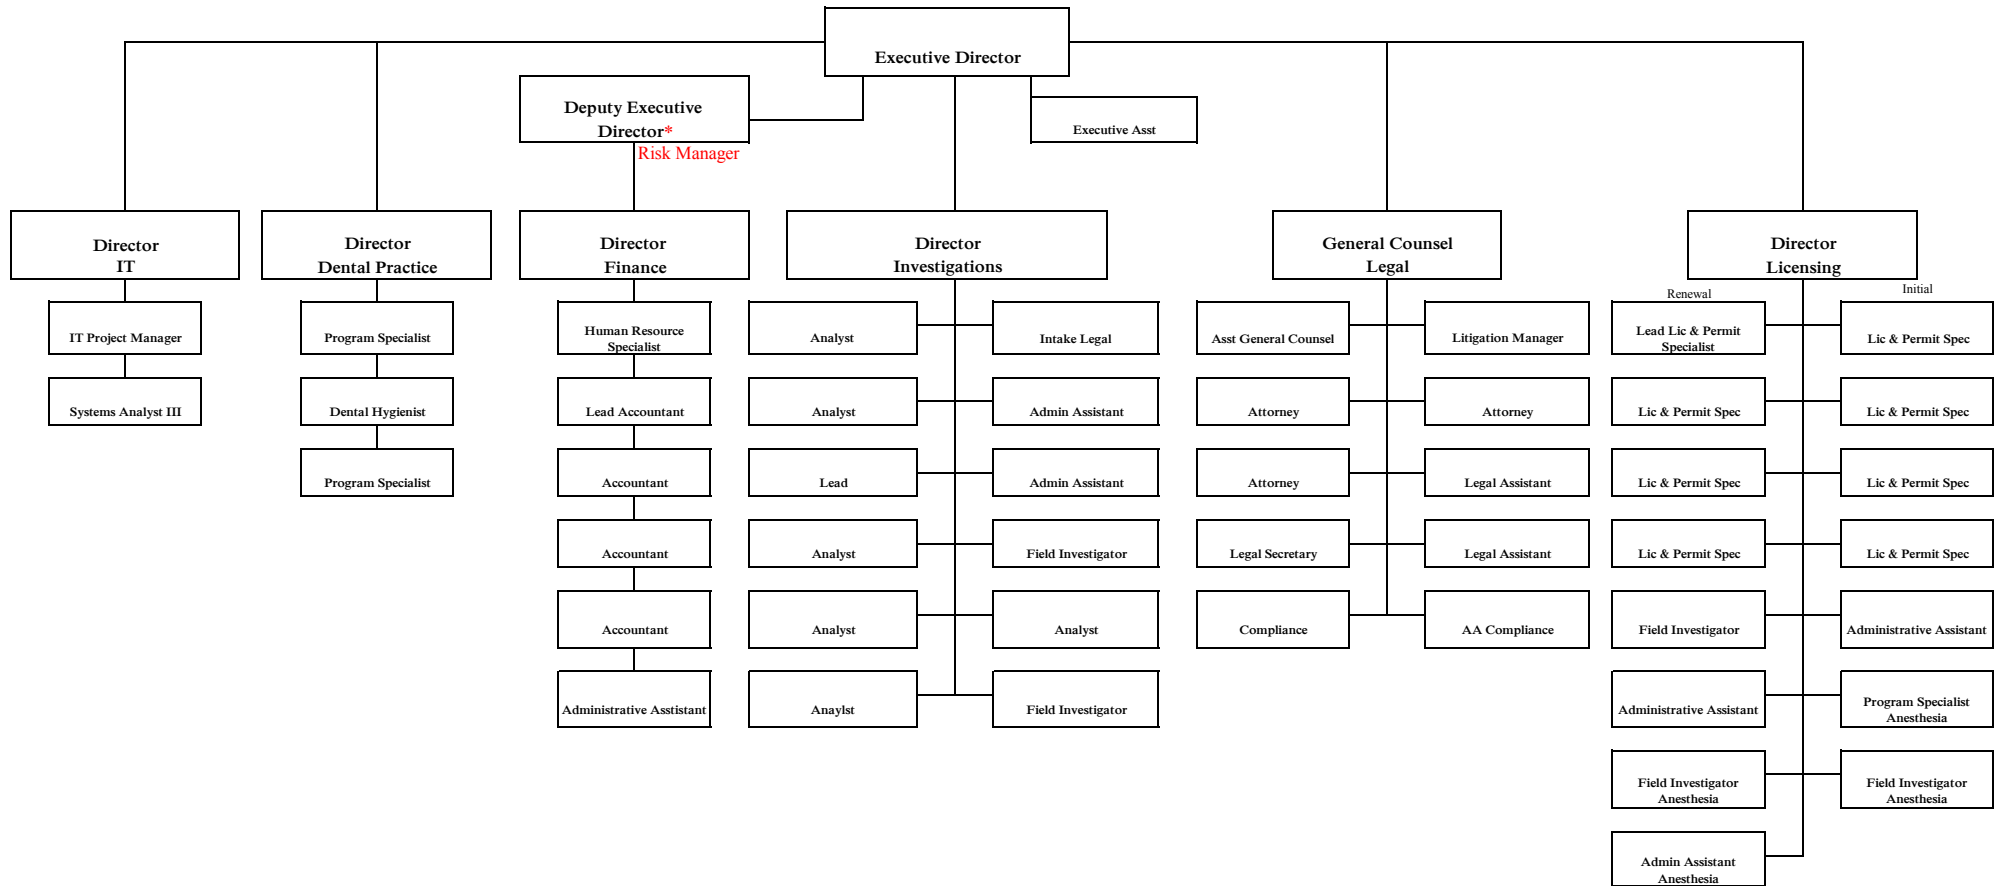 Executive Director
Deputy Executive
Director*
Risk Manager
Executive Asst
Director
IT
Director
Dental Practice
Director
Finance
Director
Investigations
General Counsel
Legal
Director
Licensing
IT Project Manager
Systems Analyst III
Program Specialist
Dental Hygienist
Program Specialist
Human Resource
Specialist
Lead Accountant
Accountant
Accountant
Accountant
Administrative Asstistant
Analyst
Intake Legal
Analyst
Admin Assistant
Lead
Admin Assistant
Analyst
Field Investigator
Analyst
Analyst
Anaylst
Field Investigator
Asst General Counsel
Litigation Manager
Attorney
Attorney
Attorney
Legal Assistant
Legal Secretary
Legal Assistant
Compliance
AA Compliance
Renewal
Initial
Lead Lic & Permit
Specialist
Lic & Permit Spec
Lic & Permit Spec
Lic & Permit Spec
Lic & Permit Spec
Lic & Permit Spec
Lic & Permit Spec
Lic & Permit Spec
Field Investigator
Administrative Assistant
Administrative Assistant
Program Specialist
Anesthesia
Field Investigator
Anesthesia
Field Investigator
Anesthesia
Admin Assistant
Anesthesia